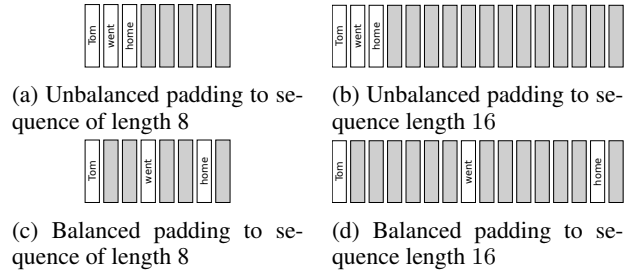 Tom went home
Tom went home
(a) Unbalanced padding to se-
quence of length 8
(b) Unbalanced padding to se-
quence length 16
Tom went home
Tom went home
(c) Balanced padding to se-
quence of length 8
(d) Balanced padding to se-
quence length 16